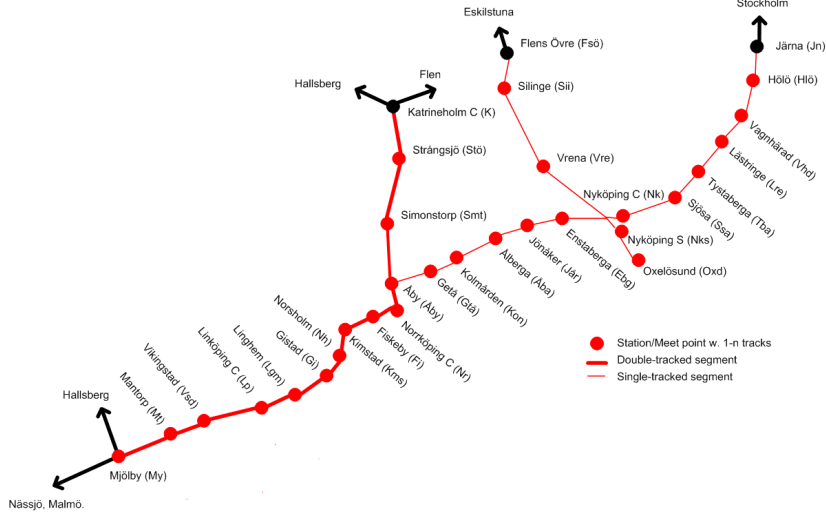 Stockholm
Eskilstuna
Flens Övre (Fsö)
Järna (Jn)
Hölö (Hlö)
Hallsberg
Flen
Silinge (Sii)
Katrineholm C (K)
Vagnhärad (Vhd)
Strångsjö (Stö)
Lästringe (Lre)
Vrena (Vre)
Tystaberga (Tba)
Nyköping C (Nk)
Sjösa (Ssa)
Simonstorp (Smt)
Nyköping S (Nks)
Enstaberga (Ebg)
Oxelösund (Oxd)
Jönåker (Jår)
Ålberga (Åba)
Kolmården (Kon)
Getå (Gtå)
Åby (Åby)
Norrköping C (Nr)
Norsholm (Nh)
Fiskeby (Fi)
Kimstad (Kms)
Gistad (Gi)
Linghem (Lgm)
Linköping C (Lp)
Vikingstad (Vsd)
Mantorp (Mt)
Station/Meet point w. 1-n tracks
Double-tracked segment
Single-tracked segment
Hallsberg
Mjölby (My)
Nässjö, Malmö.